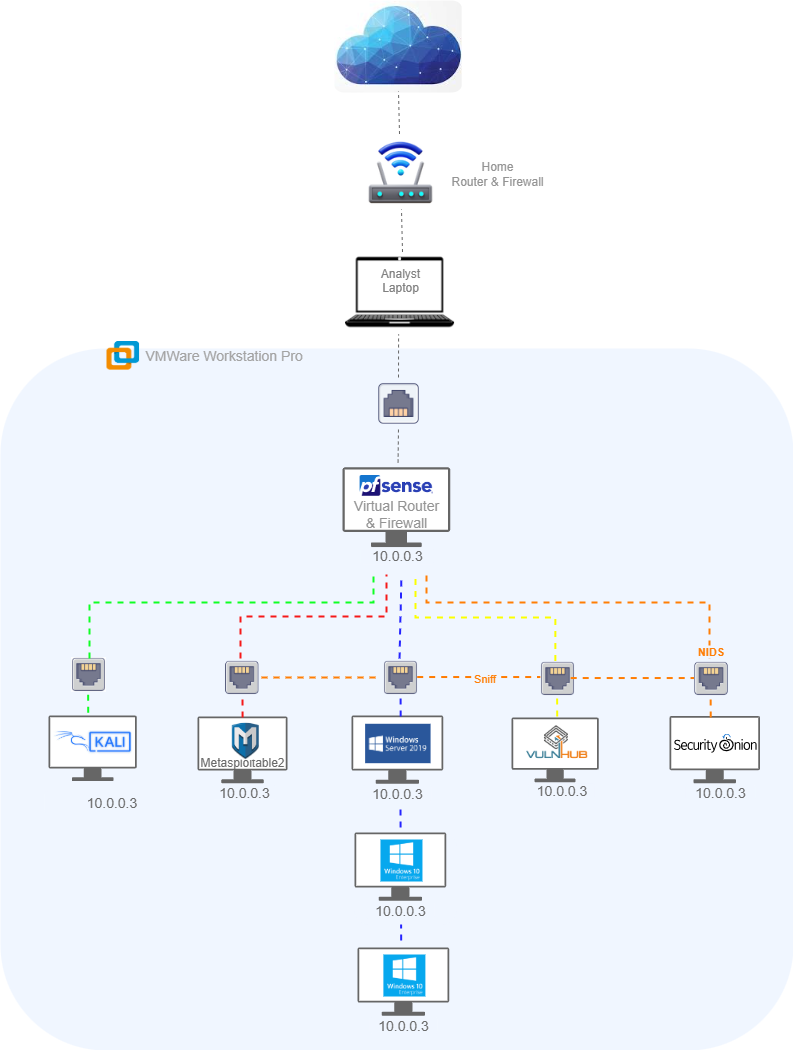 Home
Router & Firewall
Analyst
Laptop
VMWare Workstation Pro
pfsense
Virtual Router
& Firewall
10.0.0.3
NIDS
Sniff
KALI
Metasploitable2
Windows
Server 2019
VULNHUB
Security Onion
10.0.0.3
10.0.0.3
10.0.0.3
10.0.0.3
10.0.0.3
Windows 10
Enterprise
10.0.0.3
Windows 10
Enterprise
10.0.0.3